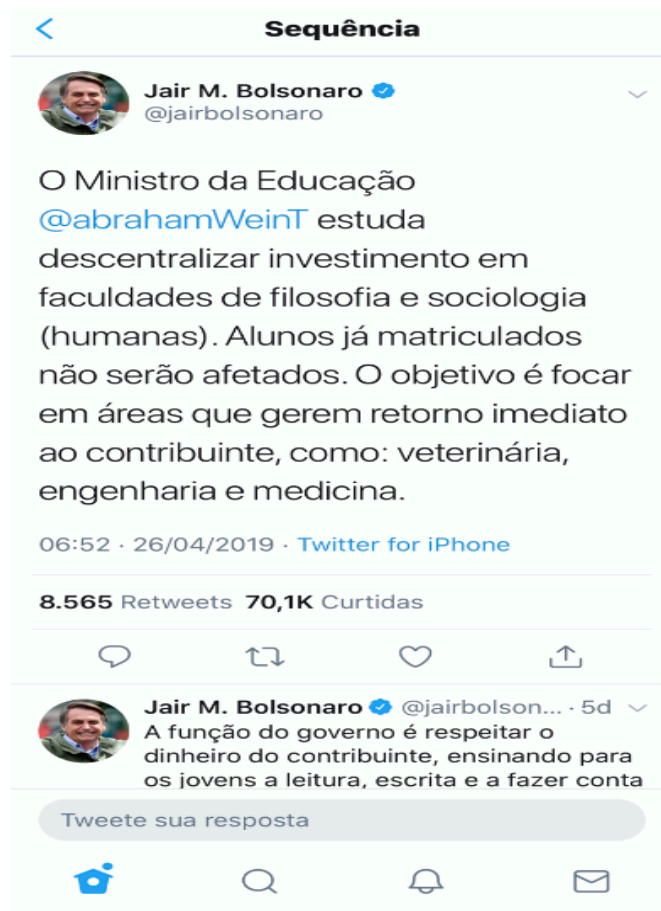 Sequência
Jair M. Bolsonaro
@jairbolsonaro
O Ministro da Educação
@abrahamWeinT estuda
descentralizar investimento em
faculdades de filosofia e sociologia
(humanas). Alunos já matriculados
não serão afetados. O objetivo é focar
em áreas que gerem retorno imediato
ao contribuinte, como: veterinária,
engenharia e medicina.
06:52 · 26/04/2019 · Twitter for iPhone
8.565 Retweets 70,1K Curtidas
Jair M. Bolsonaro @jairbolson... · 5d
A função do governo é respeitar o
dinheiro do contribuinte, ensinando para
os jovens a leitura, escrita e a fazer conta
Tweete sua resposta